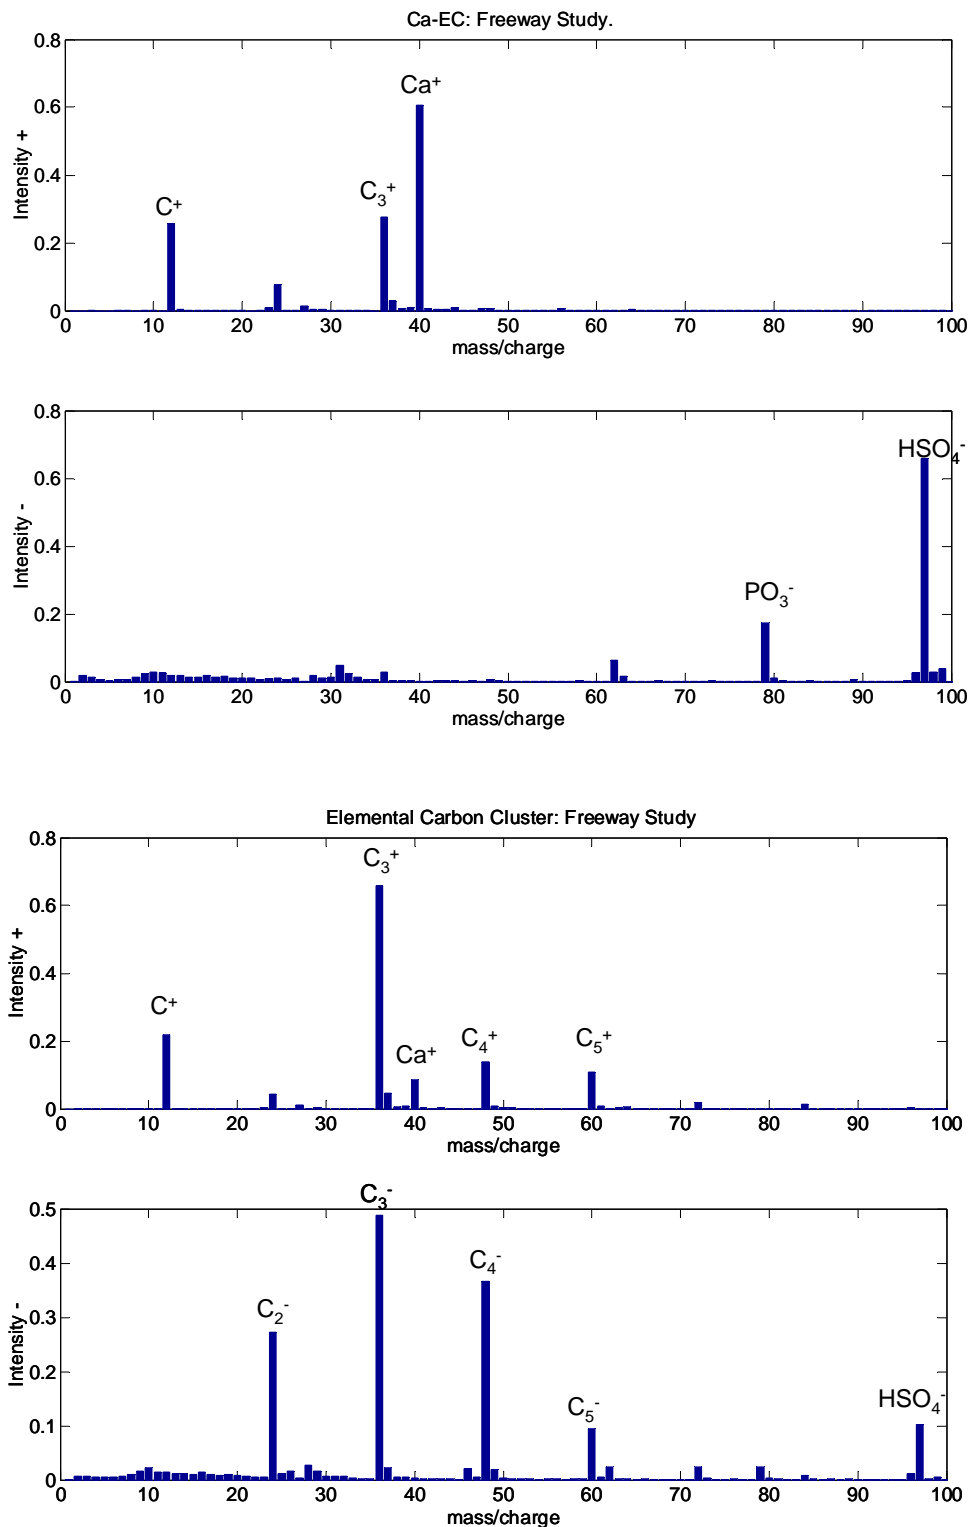 Ca-EC: Freeway Study.
0.8
0.6
0.4
0.2
0
Intensity +
Ca⁺
C₃⁺
C⁺
0 10 20 30 40 50 60 70 80 90 100
mass/charge
0.8
0.6
0.4
0.2
0
Intensity -
HSO₄⁻
PO₃⁻
0 10 20 30 40 50 60 70 80 90 100
mass/charge
Elemental Carbon Cluster: Freeway Study
0.8
0.6
0.4
0.2
0
Intensity +
C₃⁺
C⁺
Ca⁺
C₄⁺
C₅⁺
0 10 20 30 40 50 60 70 80 90 100
mass/charge
0.5
0.4
0.3
0.2
0.1
0
Intensity -
C₃⁻
C₄⁻
C₂⁻
C₅⁻
HSO₄⁻
0 10 20 30 40 50 60 70 80 90 100
mass/charge